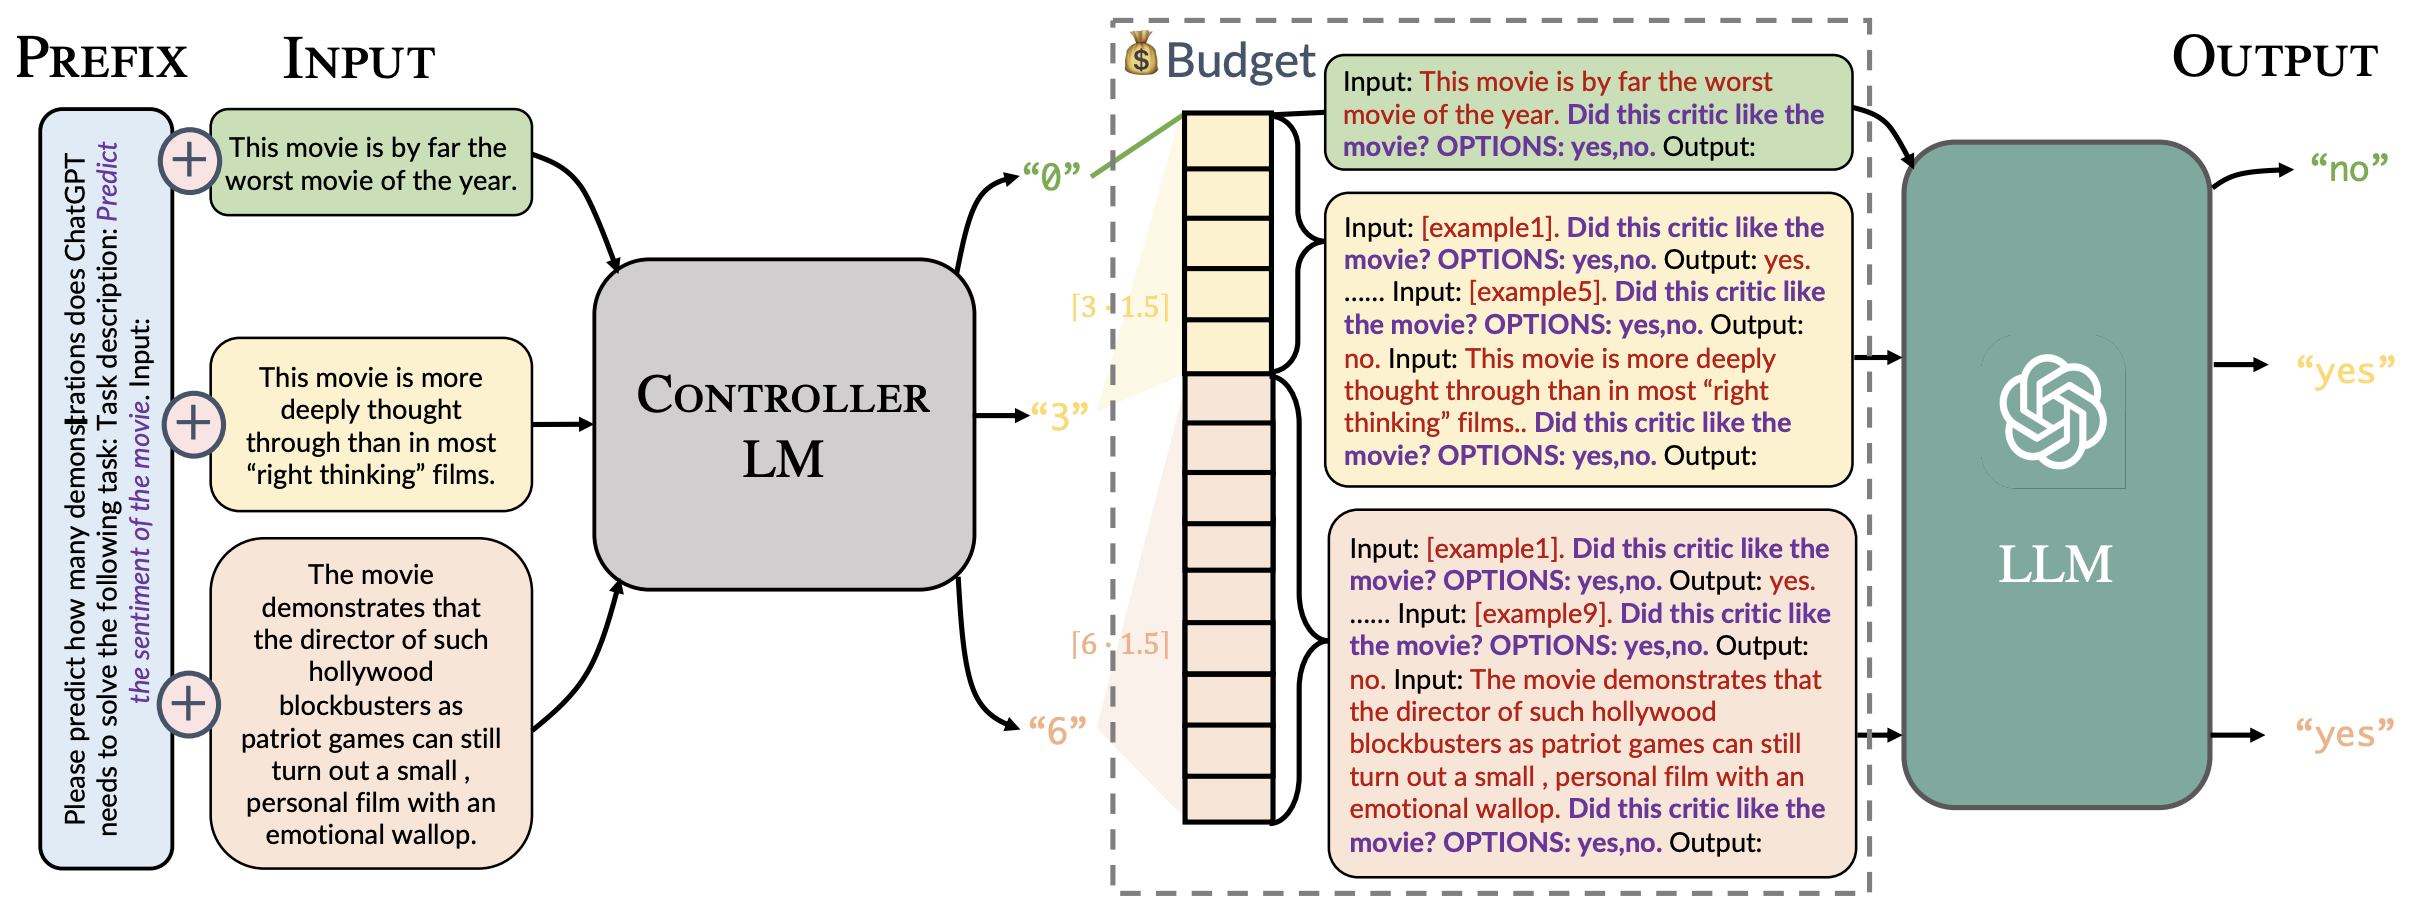 PREFIX
INPUT
Please predict how many demonstrations does ChatGPT
needs to solve the following task: Task description: Predict
the sentiment of the movie. Input:
This movie is by far the
worst movie of the year.
This movie is more
deeply thought
through than in most
“right thinking” films.
The movie
demonstrates that
the director of such
hollywood
blockbusters as
patriot games can still
turn out a small ,
personal film with an
emotional wallop.
CONTROLLER
LM
“0”
“3”
“6”
Budget
⌈3 · 1.5⌉
⌈6 · 1.5⌉
Input: This movie is by far the worst
movie of the year. Did this critic like the
movie? OPTIONS: yes,no. Output:
Input: [example1]. Did this critic like the
movie? OPTIONS: yes,no. Output: yes.
...... Input: [example5]. Did this critic like
the movie? OPTIONS: yes,no. Output:
no. Input: This movie is more deeply
thought through than in most “right
thinking” films.. Did this critic like the
movie? OPTIONS: yes,no. Output:
Input: [example1]. Did this critic like the
movie? OPTIONS: yes,no. Output: yes.
...... Input: [example9]. Did this critic like
the movie? OPTIONS: yes,no. Output:
no. Input: The movie demonstrates that
the director of such hollywood
blockbusters as patriot games can still
turn out a small , personal film with an
emotional wallop. Did this critic like the
movie? OPTIONS: yes,no. Output:
LLM
OUTPUT
“no”
“yes”
“yes”